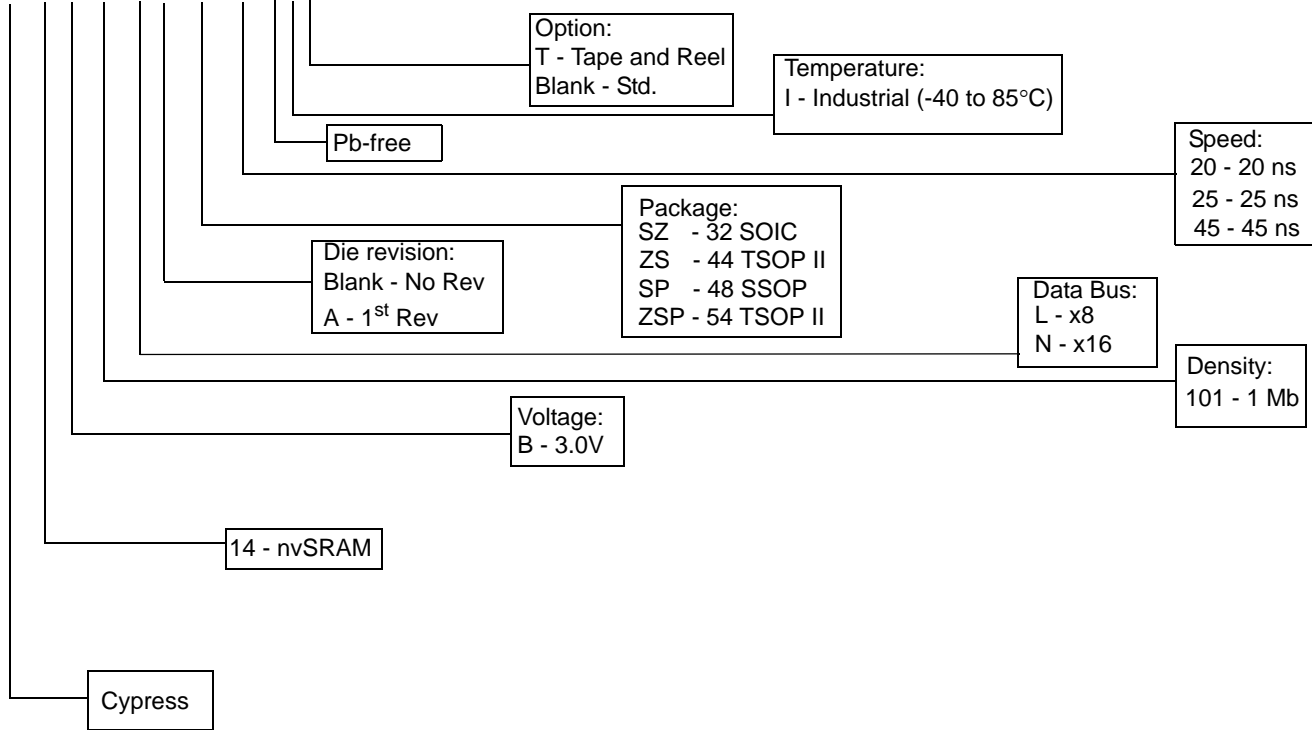 Option:
T - Tape and Reel
Blank - Std.
Temperature:
I - Industrial (-40 to 85°C)
Pb-free
Speed:
20 - 20 ns
25 - 25 ns
45 - 45 ns
Package:
SZ - 32 SOIC
ZS - 44 TSOP II
SP - 48 SSOP
ZSP - 54 TSOP II
Die revision:
Blank - No Rev
A - 1st Rev
Data Bus:
L - x8
N - x16
Density:
101 - 1 Mb
Voltage:
B - 3.0V
14 - nvSRAM
Cypress